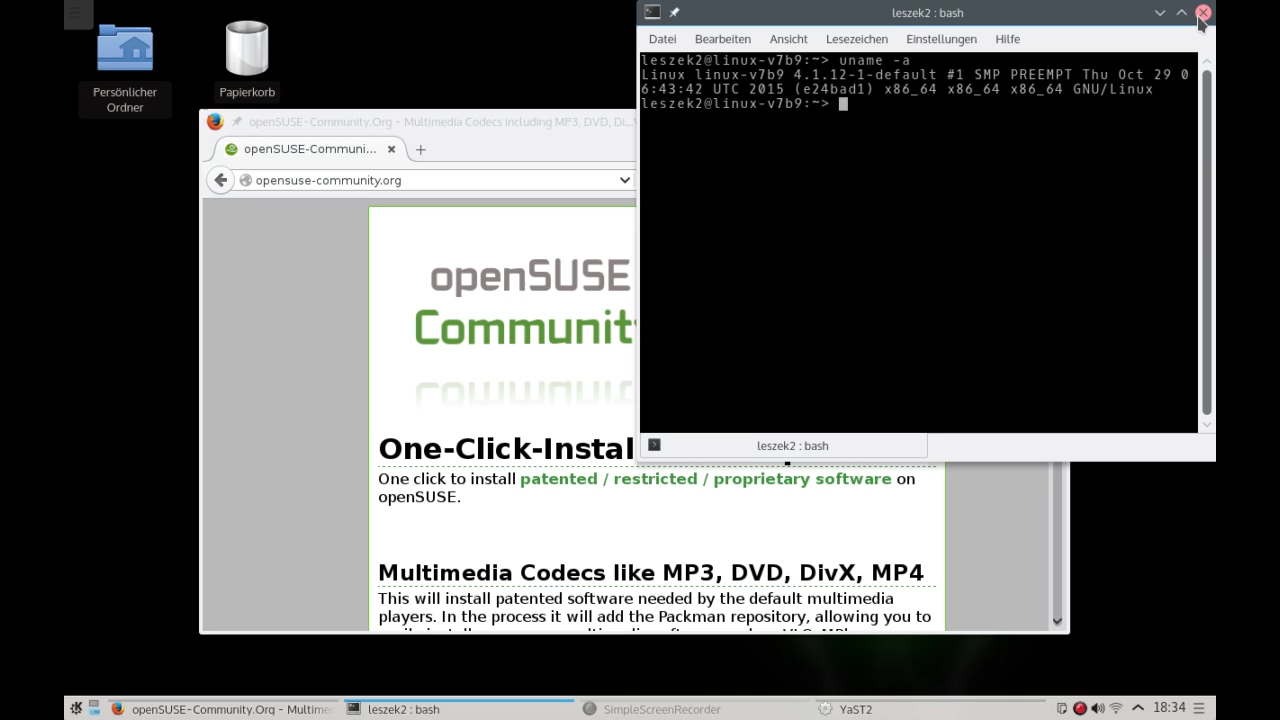 leszek2 : bash
Datei Bearbeiten Ansicht Lesezeichen Einstellungen Hilfe
leszek2@linux-v7b9:~> uname -a
Linux linux-v7b9 4.1.12-1-default #1 SMP PREEMPT Thu Oct 29 0
6:43:42 UTC 2015 (e24bad1) x86_64 x86_64 x86_64 GNU/Linux
leszek2@linux-v7b9:~>
leszek2 : bash
Persönlicher
Ordner
Papierkorb
openSUSE-Community.Org - Multimedia Codecs including MP3, DVD, Di...
openSUSE-Communi...
opensuse-community.org
openSUSE
Community
One-Click-Instal
One click to install patented / restricted / proprietary software on
openSUSE.
Multimedia Codecs like MP3, DVD, DivX, MP4
This will install patented software needed by the default multimedia
players. In the process it will add the Packman repository, allowing you to
openSUSE-Community.Org - Multime
leszek2 : bash
SimpleScreenRecorder
YaST2
18:34